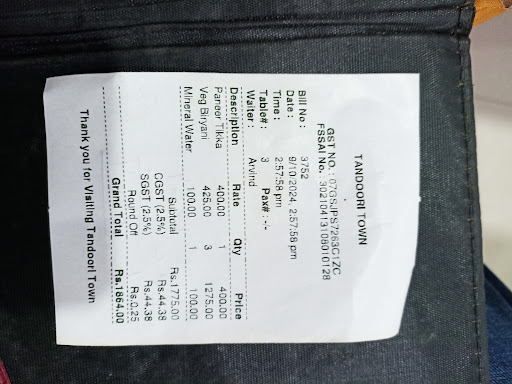 TANDOORI TOWN
GST NO. : 07GSJPS7263C1ZC
FSSAI No. 30210413108010128
Bill No : 3752
Date : 9/10/2024, 2:57:58 pm
Time : 2:57:58 pm
Table# : 3 Pax# : -/-
Waiter : Arvind
Description Rate Qty Price
Paneer Tikka 400.00 1 400.00
Veg Biryani 425.00 3 1275.00
Mineral Water 100.00 1 100.00
Subtotal Rs.1775.00
CGST (2.5%) Rs.44.38
SGST (2.5%) Rs.44.38
Round Off Rs.0.25
Grand Total Rs.1864.00
Thank you for Visiting Tandoori Town